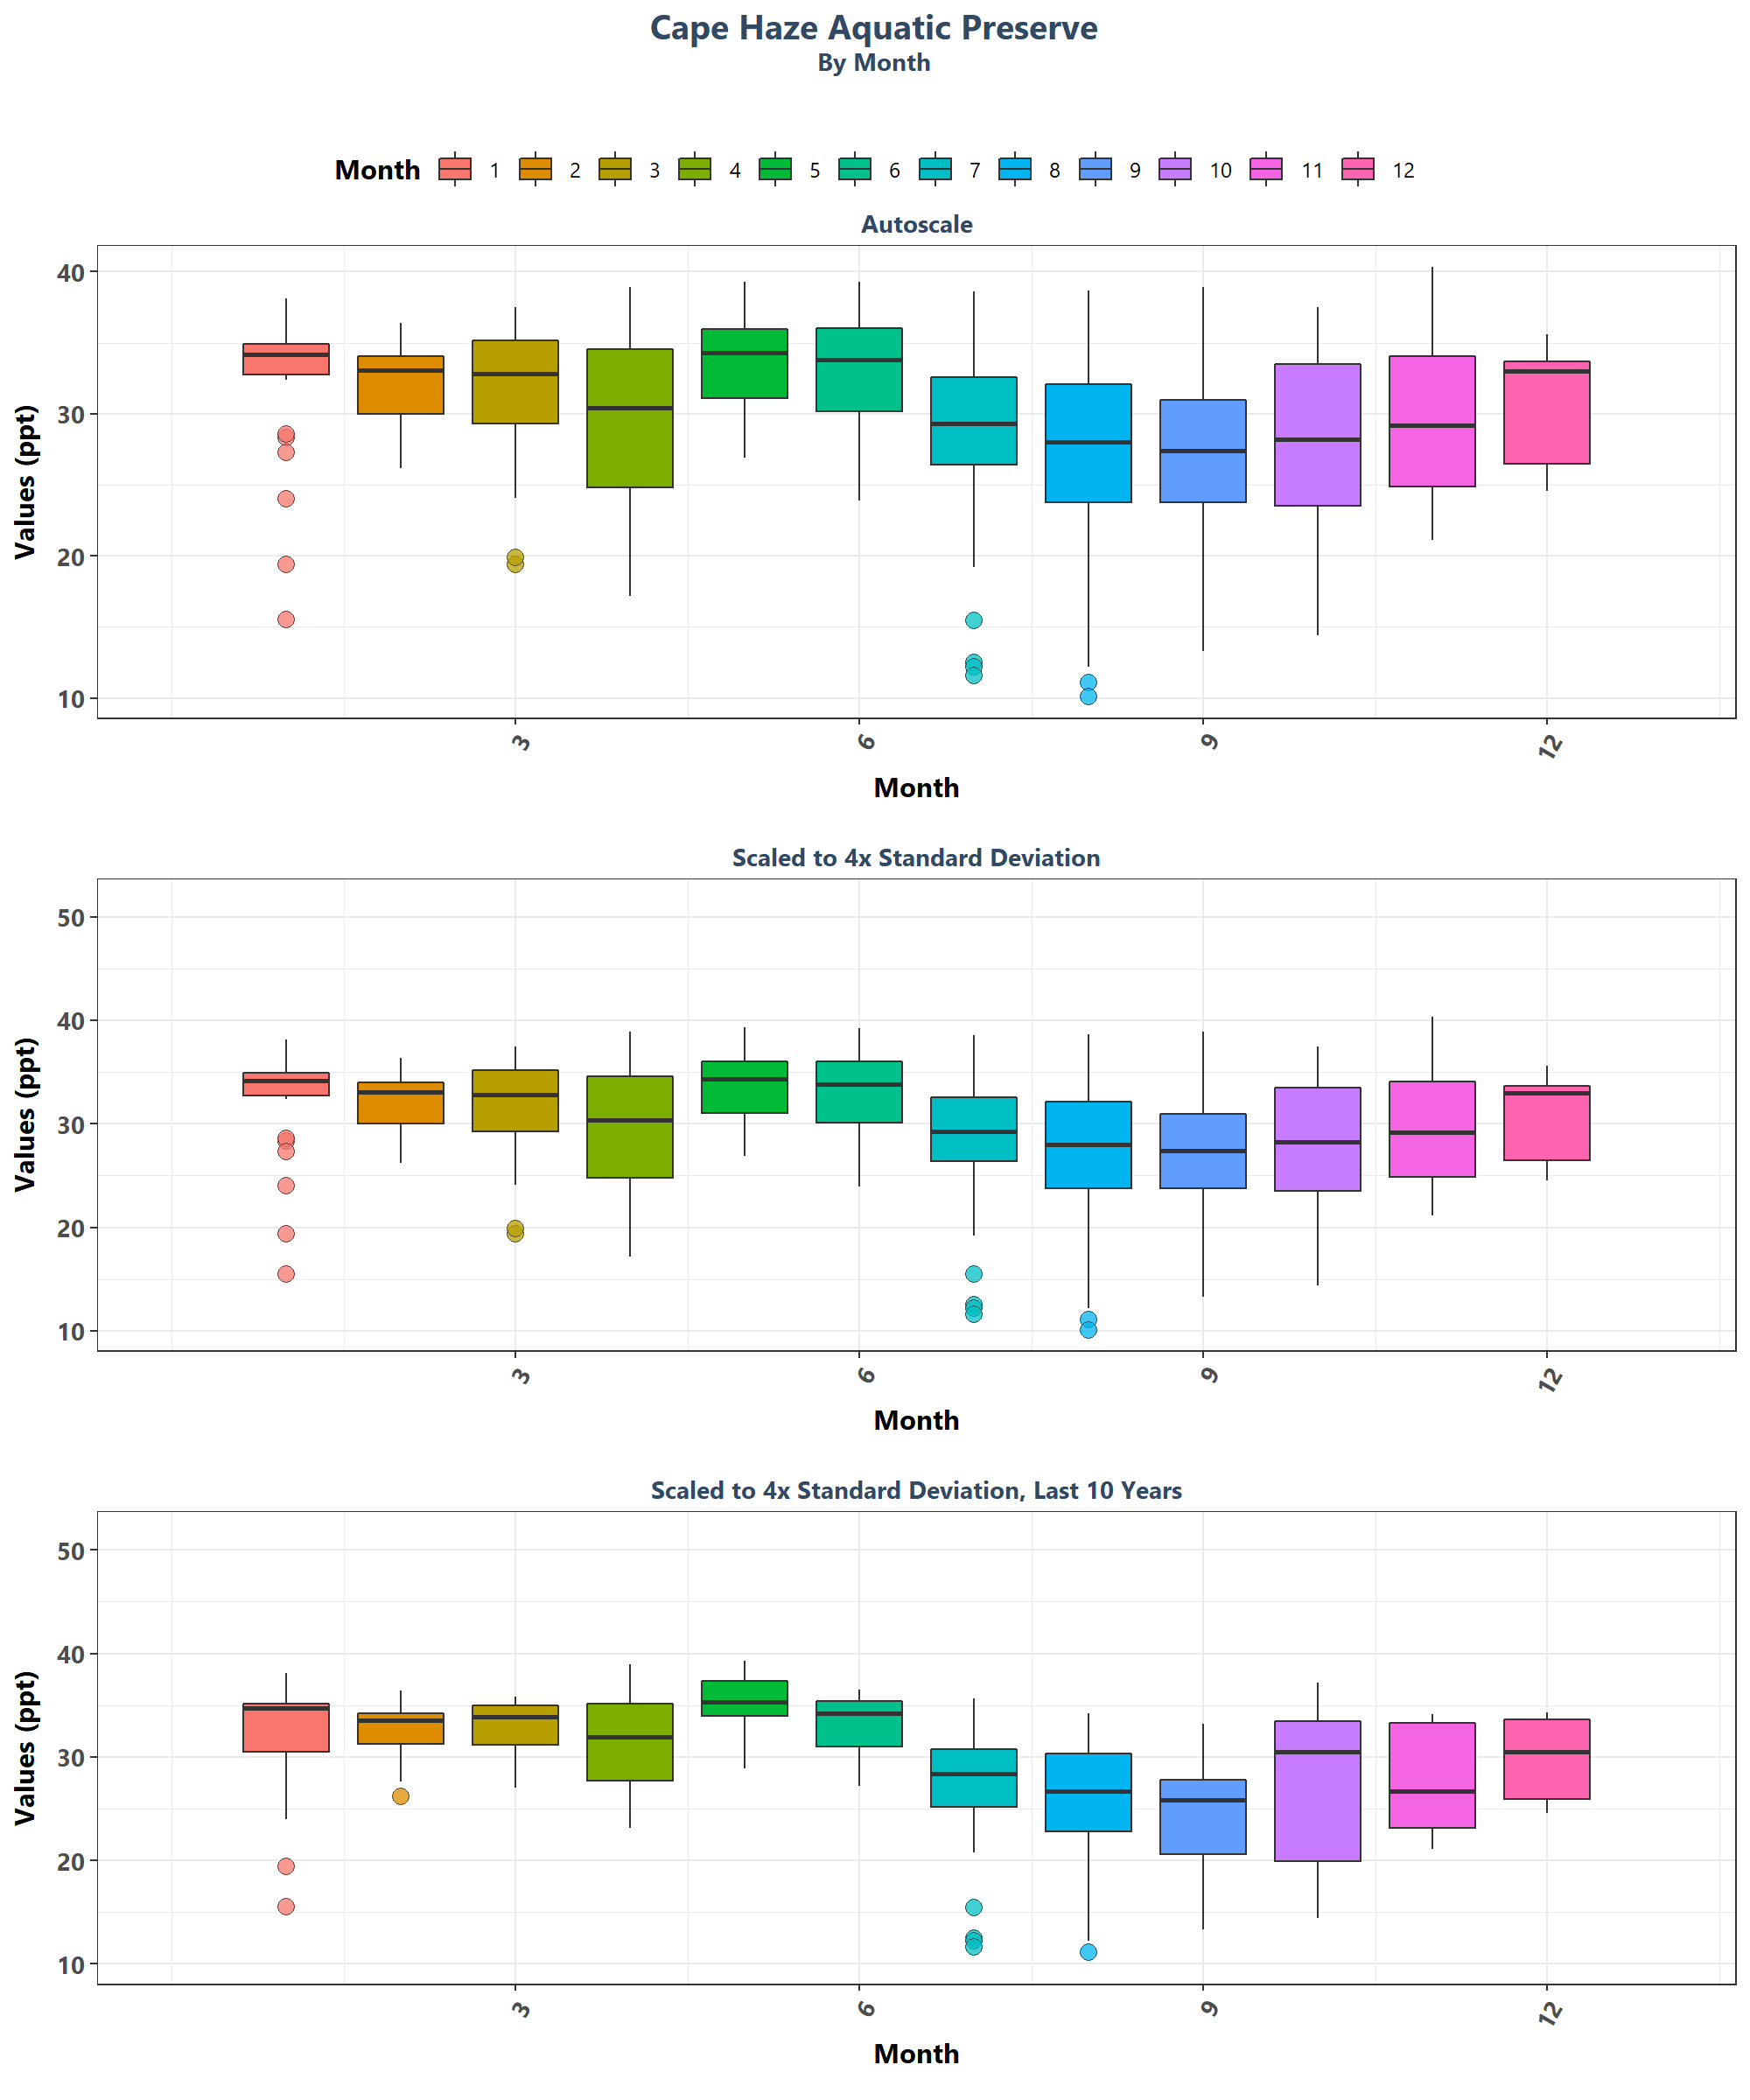 Cape Haze Aquatic Preserve
By Month
Month 1 2 3 4 5 6 7 8 9 10 11 12
Autoscale
Values (ppt)
40
30
20
10
3 6 9 12
Month
Scaled to 4x Standard Deviation
Values (ppt)
50
40
30
20
10
3 6 9 12
Month
Scaled to 4x Standard Deviation, Last 10 Years
Values (ppt)
50
40
30
20
10
3 6 9 12
Month